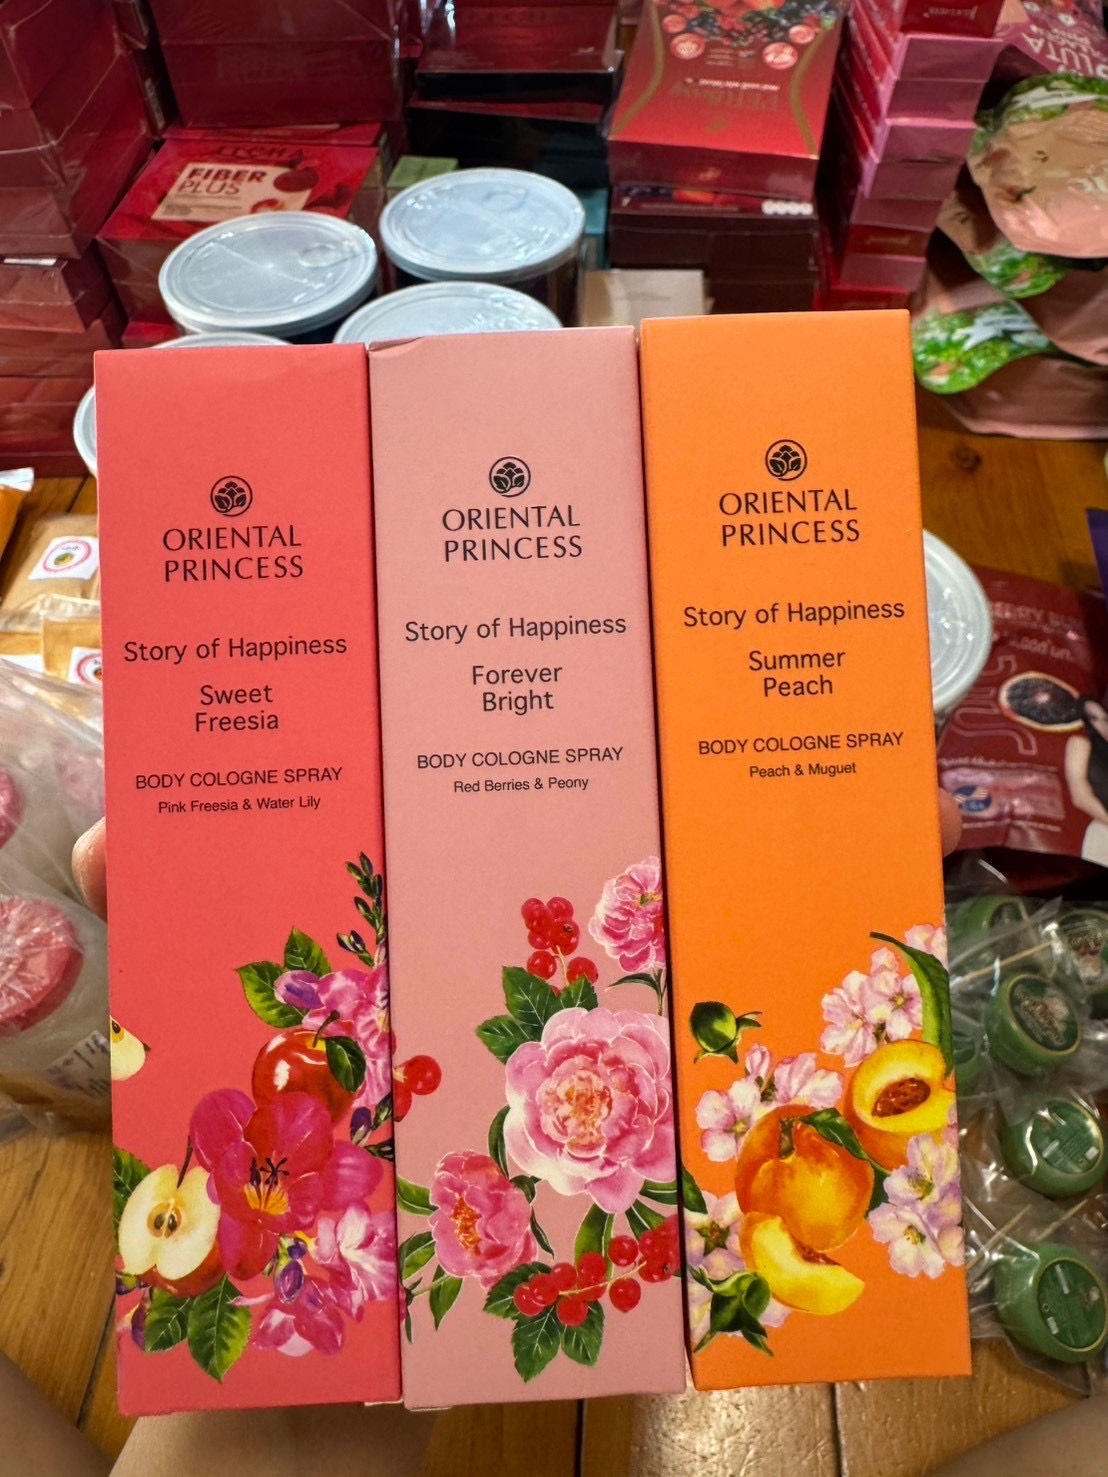 FIBER
PLUS
ORIENTAL
PRINCESS
Story of Happiness
Sweet
Freesia
BODY COLOGNE SPRAY
Pink Freesia & Water Lily
ORIENTAL
PRINCESS
Story of Happiness
Forever
Bright
BODY COLOGNE SPRAY
Red Berries & Peony
ORIENTAL
PRINCESS
Story of Happiness
Summer
Peach
BODY COLOGNE SPRAY
Peach & Muguet